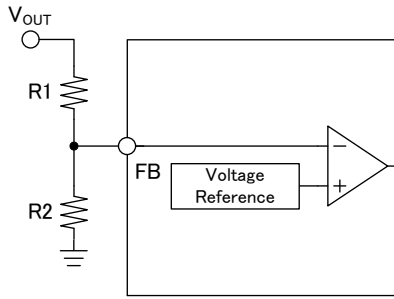 VOUT
R1
FB
Voltage
Reference
R2
−
+